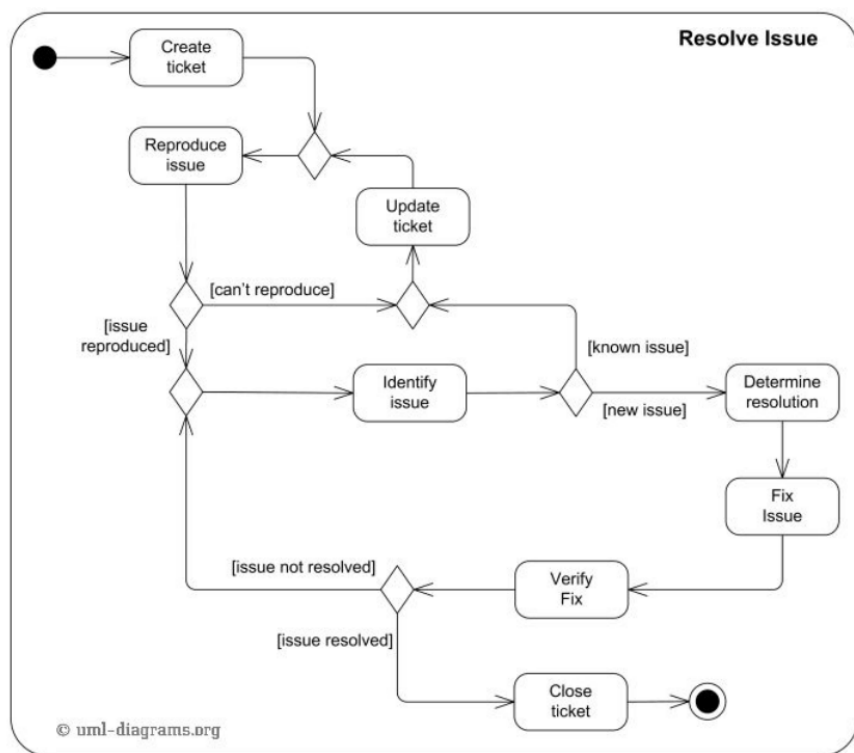 Resolve Issue
Create
ticket
Reproduce
issue
Update
ticket
[can't reproduce]
[issue
reproduced]
[known issue]
Identify
issue
[new issue]
Determine
resolution
Fix
Issue
[issue not resolved]
Verify
Fix
[issue resolved]
Close
ticket
© uml-diagrams.org